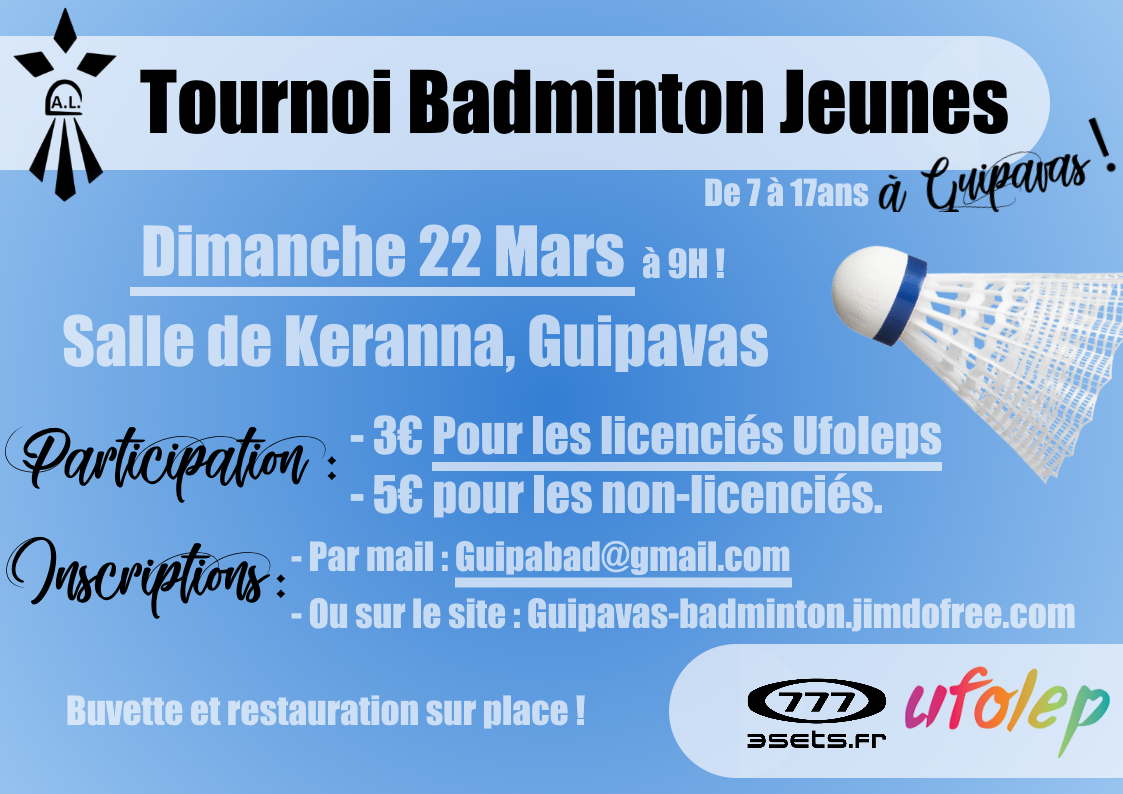 A.L.
Tournoi Badminton Jeunes
De 7 à 17ans à Guipavas !
Dimanche 22 Mars à 9H !
Salle de Keranna, Guipavas
Participation :
- 3€ Pour les licenciés Ufoleps
- 5€ pour les non-licenciés.
Inscriptions :
- Par mail : Guipabad@gmail.com
- Ou sur le site : Guipavas-badminton.jimdofree.com
Buvette et restauration sur place !
777
3sets.fr
ufolep